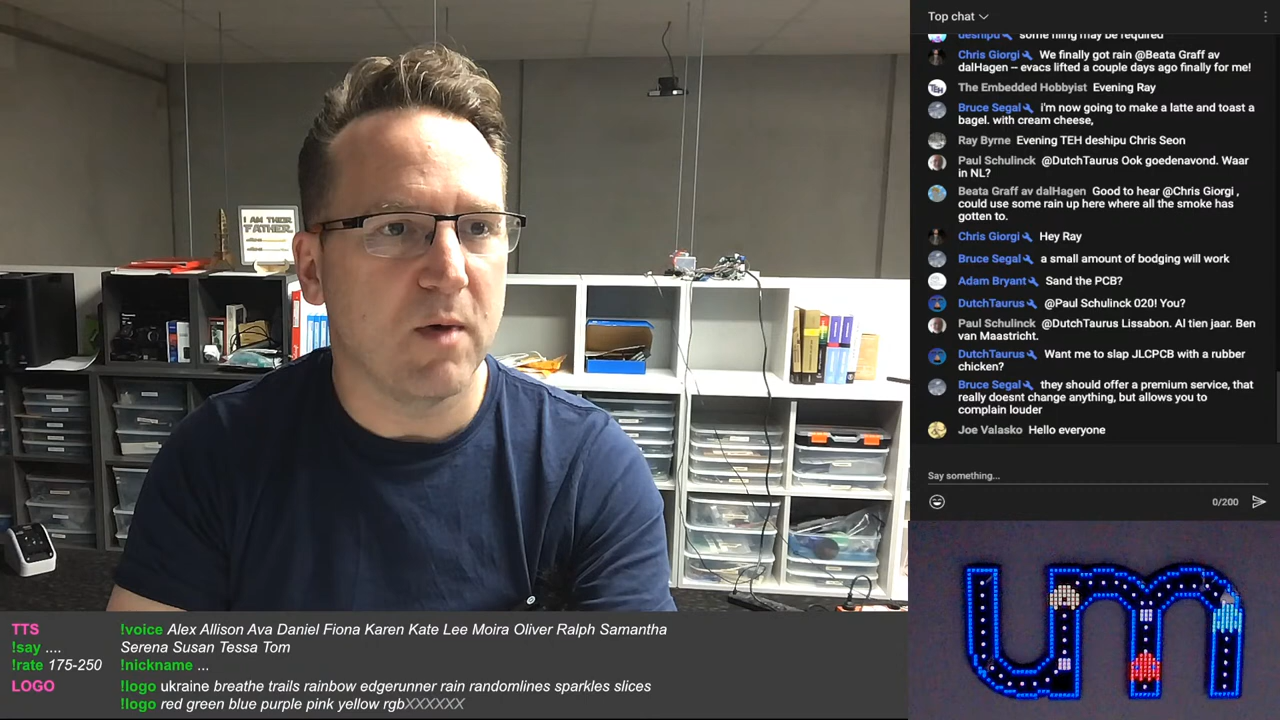 Top chat
deshipu some filing may be required
Chris Giorgi We finally got rain @Beata Graff av
dalHagen -- evacs lifted a couple days ago finally for me!
TEH The Embedded Hobbyist Evening Ray
Bruce Segal i'm now going to make a latte and toast a
bagel. with cream cheese,
Ray Byrne Evening TEH deshipu Chris Seon
Paul Schulinck @DutchTaurus Ook goedenavond. Waar
in NL?
Beata Graff av dalHagen Good to hear @Chris Giorgi ,
could use some rain up here where all the smoke has
gotten to.
Chris Giorgi Hey Ray
Bruce Segal a small amount of bodging will work
Adam Bryant Sand the PCB?
DutchTaurus @Paul Schulinck 020! You?
Paul Schulinck @DutchTaurus Lissabon. Al tien jaar. Ben
van Maastricht.
DutchTaurus Want me to slap JLCPCB with a rubber
chicken?
Bruce Segal they should offer a premium service, that
really doesnt change anything, but allows you to
complain louder
Joe Valasko Hello everyone
Say something...
0/200
I AM THEIR
FATHER.
um
TTS !voice Alex Allison Ava Daniel Fiona Karen Kate Lee Moira Oliver Ralph Samantha
!say .... Serena Susan Tessa Tom
!rate 175-250 !nickname ...
LOGO !logo ukraine breathe trails rainbow edgerunner rain randomlines sparkles slices
!logo red green blue purple pink yellow rgbXXXXXX